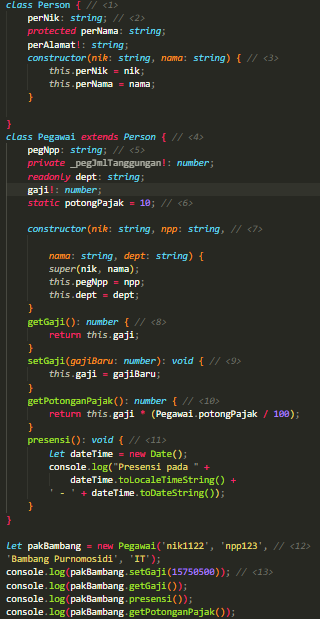 class Person { // <1>
perNik: string; // <2>
protected perNama: string;
perAlamat!: string;
constructor(nik: string, nama: string) { // <3>
this.perNik = nik;
this.perNama = nama;
}
}
class Pegawai extends Person { // <4>
pegNpp: string; // <5>
private _pegJmlTanggungan!: number;
readonly dept: string;
gaji!: number;
static potongPajak = 10; // <6>
constructor(nik: string, npp: string, // <7>
nama: string, dept: string) {
super(nik, nama);
this.pegNpp = npp;
this.dept = dept;
}
getGaji(): number { // <8>
return this.gaji;
}
setGaji(gajiBaru: number): void { // <9>
this.gaji = gajiBaru;
}
getPotonganPajak(): number { // <10>
return this.gaji * (Pegawai.potongPajak / 100);
}
presensi(): void { // <11>
let dateTime = new Date();
console.log("Presensi pada " +
dateTime.toLocaleTimeString() +
' - ' + dateTime.toDateString());
}
}
let pakBambang = new Pegawai('nik1122', 'npp123', // <12>
'Bambang Purnomosidi', 'IT');
console.log(pakBambang.setGaji(15750500)); // <13>
console.log(pakBambang.getGaji());
console.log(pakBambang.presensi());
console.log(pakBambang.getPotonganPajak());